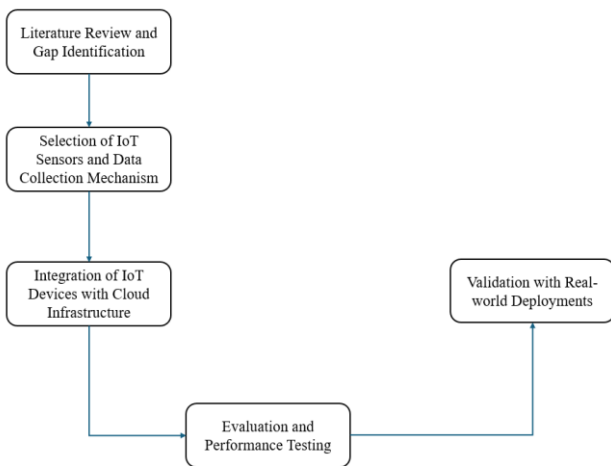 Literature Review and
Gap Identification
Selection of IoT
Sensors and Data
Collection Mechanism
Integration of IoT
Devices with Cloud
Infrastructure
Evaluation and
Performance Testing
Validation with Real-
world Deployments